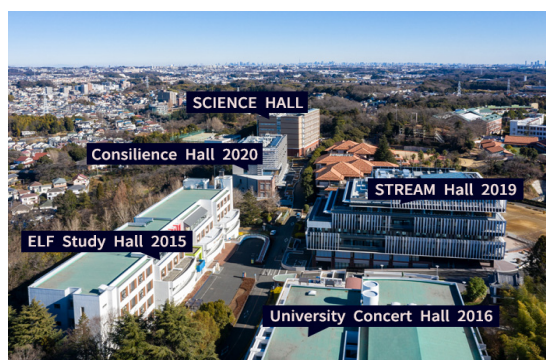 SCIENCE HALL
Consilience Hall 2020
STREAM Hall 2019
ELF Study Hall 2015
University Concert Hall 2016